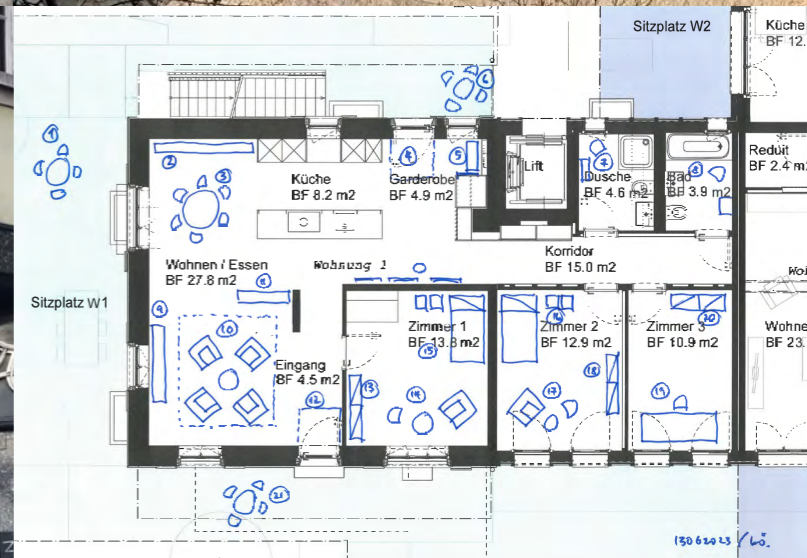 Sitzplatz W2
Küche
BF 12.
6
1
2
3
4
5
7
Lift
Küche
BF 8.2 m2
Garderobe
BF 4.9 m2
Dusche
BF 4.6 m2
Bad
BF 3.9 m2
Reduit
BF 2.4 m
Korridor
BF 15.0 m2
Wohnen / Essen
BF 27.8 m2
Wohnung 1
Wo
Sitzplatz W1
9
10
Eingang
BF 4.5 m2
12
Zimmer 1
BF 13.8 m2
15
13
14
Zimmer 2
BF 12.9 m2
16
17
18
Zimmer 3
BF 10.9 m2
20
19
Wohne
BF 23.
21
13062023 / Lö.